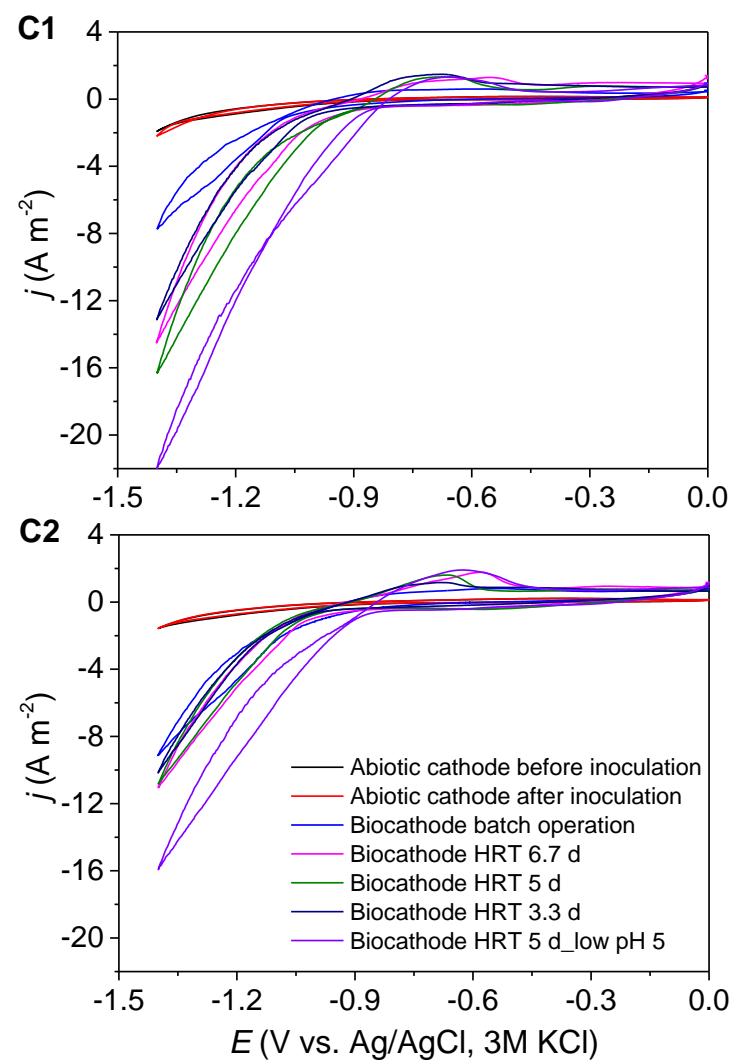 C1
4
0
-4
-8
-12
-16
-20
j (A m-2)
-1.5 -1.2 -0.9 -0.6 -0.3 0.0
C2
4
0
-4
-8
-12
-16
-20
j (A m-2)
Abiotic cathode before inoculation
Abiotic cathode after inoculation
Biocathode batch operation
Biocathode HRT 6.7 d
Biocathode HRT 5 d
Biocathode HRT 3.3 d
Biocathode HRT 5 d_low pH 5
-1.5 -1.2 -0.9 -0.6 -0.3 0.0
E (V vs. Ag/AgCl, 3M KCl)